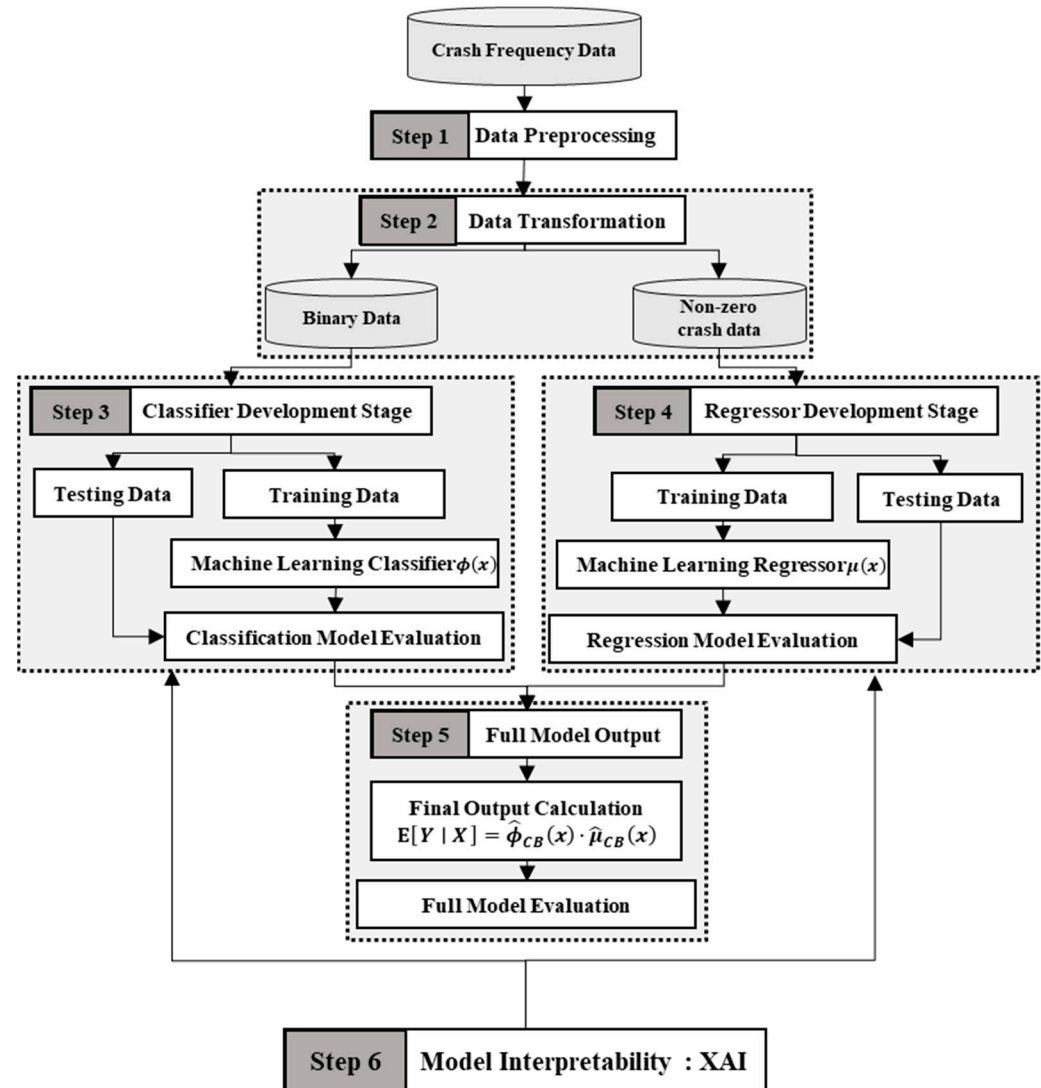 Crash Frequency Data
Step 1 Data Preprocessing
Step 2 Data Transformation
Binary Data
Non-zero
crash data
Step 3 Classifier Development Stage
Step 4 Regressor Development Stage
Testing Data
Training Data
Training Data
Testing Data
Machine Learning Classifier ϕ(x)
Machine Learning Regressor μ(x)
Classification Model Evaluation
Regression Model Evaluation
Step 5 Full Model Output
Final Output Calculation
E[Y | X] = ϕ̂_CB(x) · μ̂_CB(x)
Full Model Evaluation
Step 6 Model Interpretability : XAI